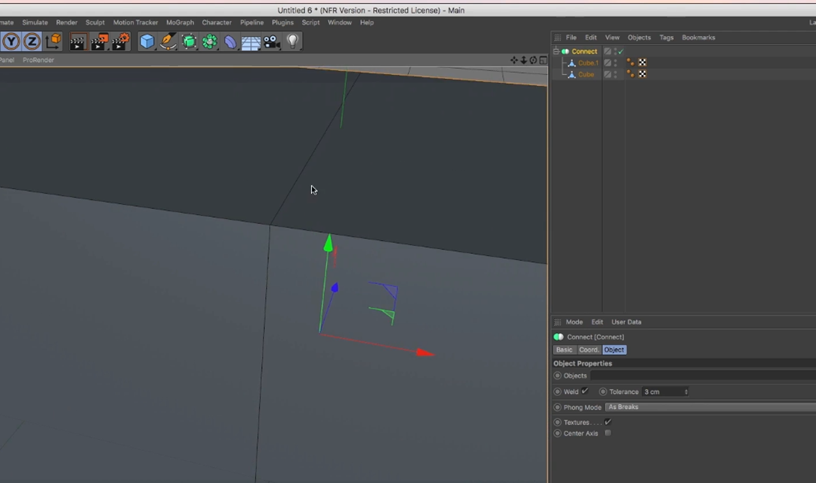 Untitled 6 * (NFR Version - Restricted License) - Main
mate Simulate Render Sculpt Motion Tracker MoGraph Character Pipeline Plugins Script Window Help
La
Y Z
Panel ProRender
File Edit View Objects Tags Bookmarks
Connect
Cube.1
Cube
Mode Edit User Data
Connect [Connect]
Basic Coord. Object
Object Properties
Objects
Weld Tolerance 3 cm
Phong Mode As Breaks
Textures
Center Axis